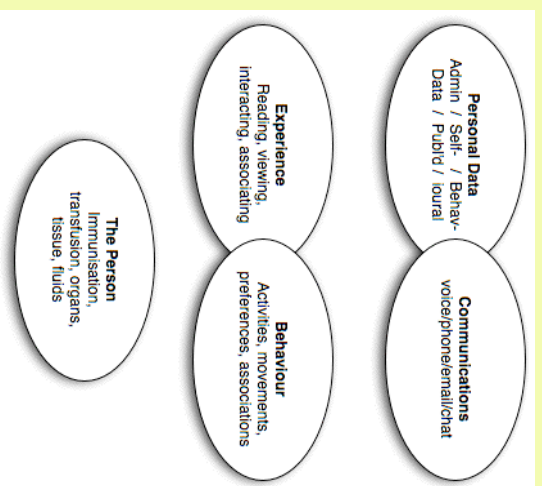 Personal Data
Admin / Self- / Behav-
Data / Publ'd / ioural
Communications
voice/phone/email/chat
Experience
Reading, viewing,
interacting, associating
Behaviour
Activities, movements,
preferences, associations
The Person
Immunisation,
transfusion, organs,
tissue, fluids